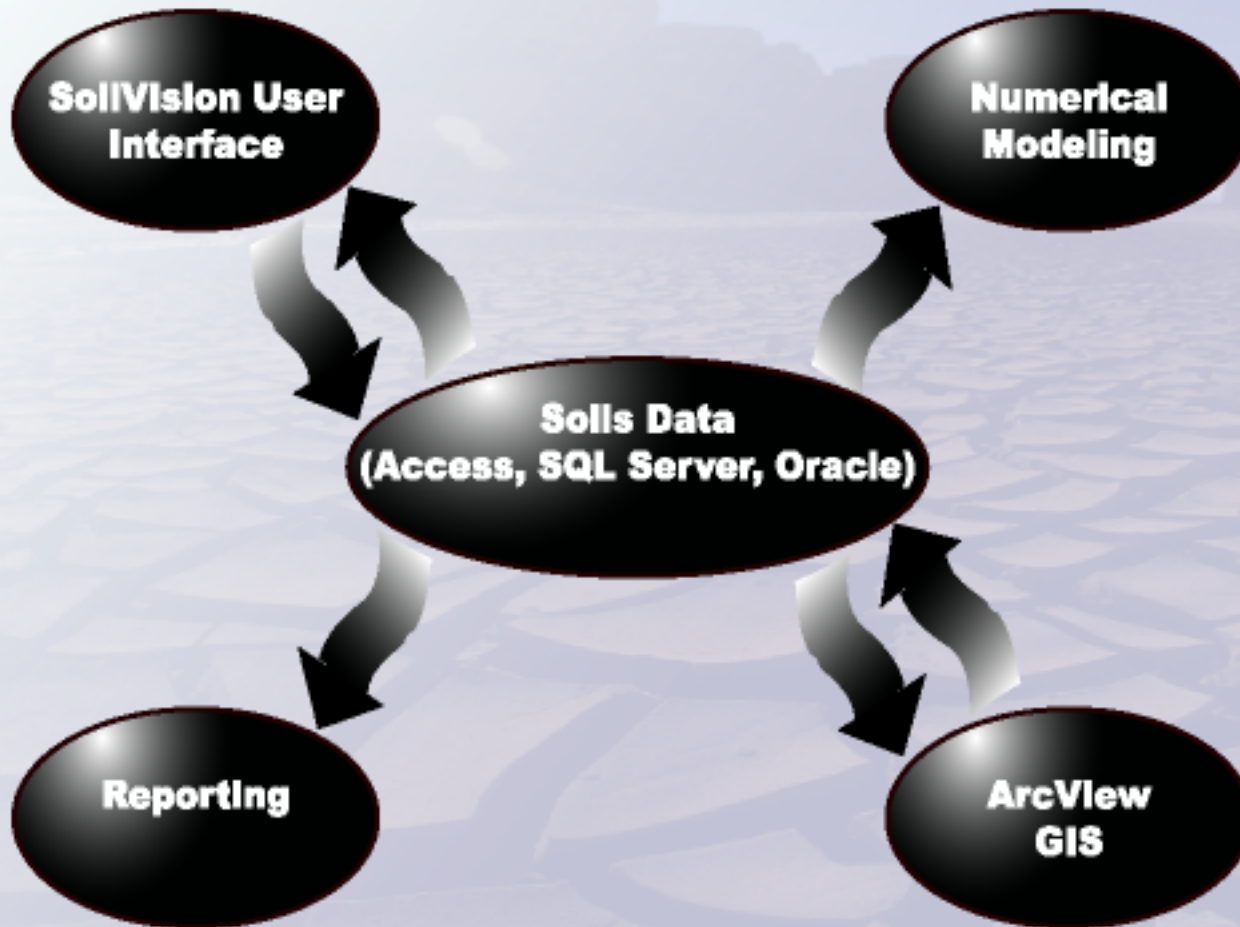 SoilVision User
Interface
Numerical
Modeling
Soils Data
(Access, SQL Server, Oracle)
Reporting
ArcView
GIS